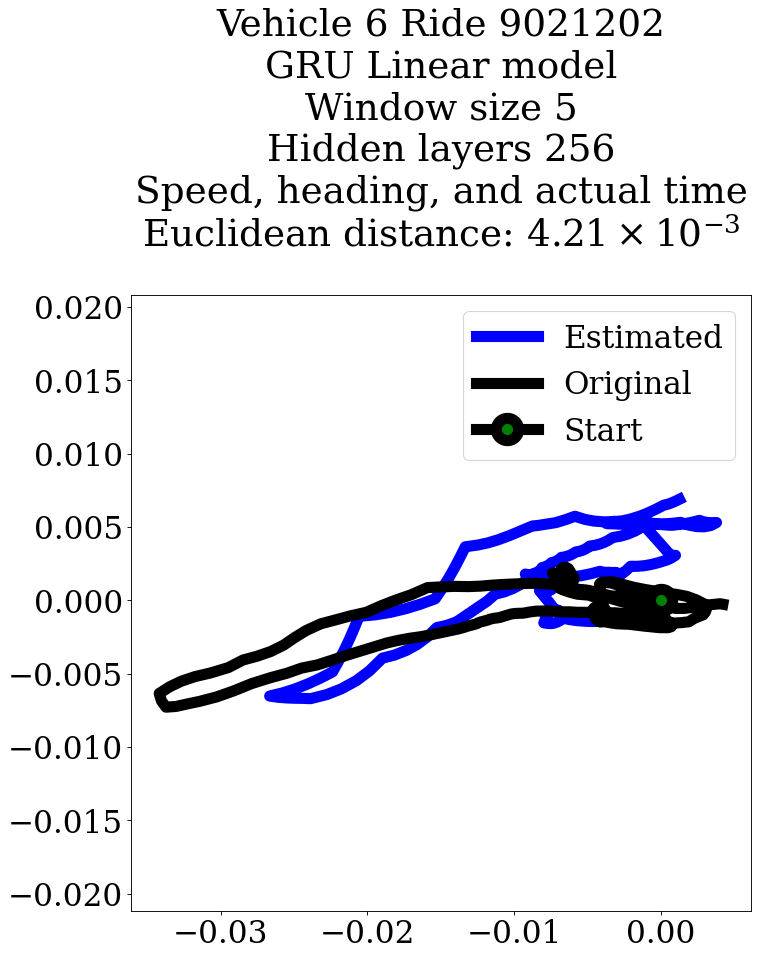 Vehicle 6 Ride 9021202
GRU Linear model
Window size 5
Hidden layers 256
Speed, heading, and actual time
Euclidean distance: 4.21 × 10⁻³
Estimated
Original
Start
0.020
0.015
0.010
0.005
0.000
−0.005
−0.010
−0.015
−0.020
−0.03 −0.02 −0.01 0.00